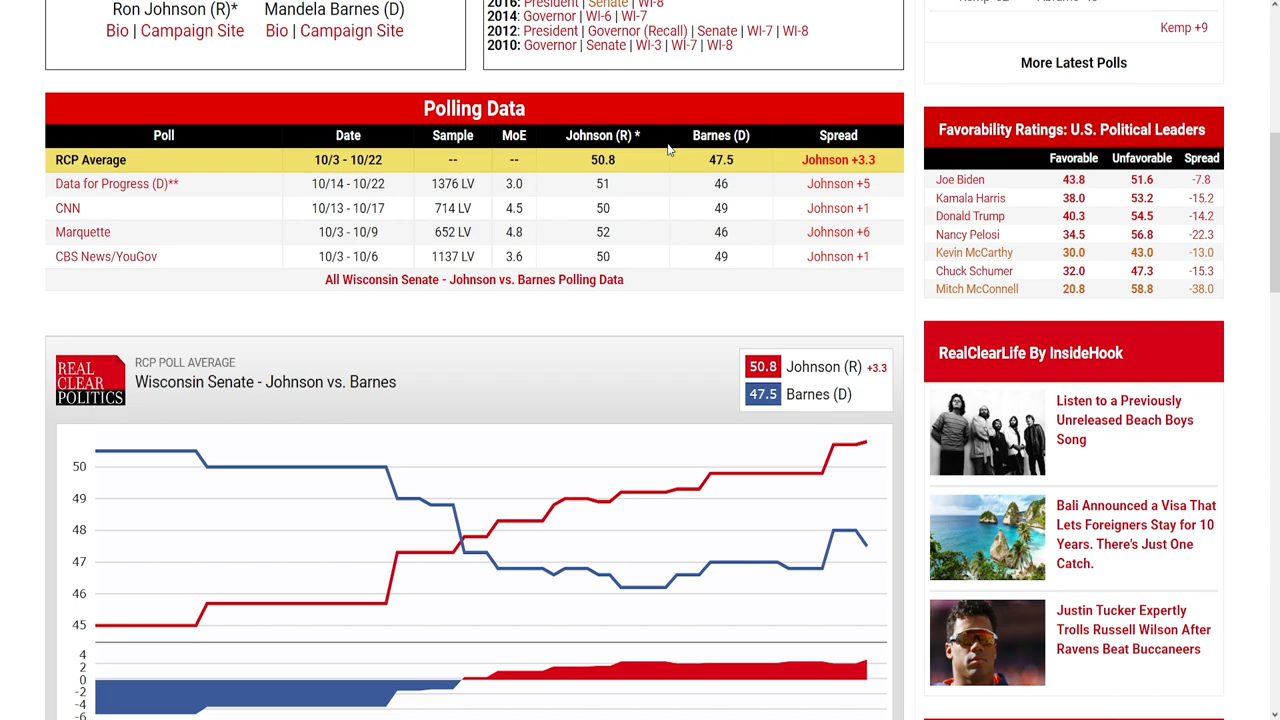 Ron Johnson (R)* Mandela Barnes (D)
Bio | Campaign Site Bio | Campaign Site
2016: President | Senate | WI-8
2014: Governor | WI-6 | WI-7
2012: President | Governor (Recall) | Senate | WI-7 | WI-8
2010: Governor | Senate | WI-3 | WI-7 | WI-8
Kemp +9
More Latest Polls
Polling Data
Poll Date Sample MoE Johnson (R) * Barnes (D) Spread
RCP Average 10/3 - 10/22 -- -- 50.8 47.5 Johnson +3.3
Data for Progress (D)** 10/14 - 10/22 1376 LV 3.0 51 46 Johnson +5
CNN 10/13 - 10/17 714 LV 4.5 50 49 Johnson +1
Marquette 10/3 - 10/9 652 LV 4.8 52 46 Johnson +6
CBS News/YouGov 10/3 - 10/6 1137 LV 3.6 50 49 Johnson +1
All Wisconsin Senate - Johnson vs. Barnes Polling Data
Favorability Ratings: U.S. Political Leaders
Favorable Unfavorable Spread
Joe Biden 43.8 51.6 -7.8
Kamala Harris 38.0 53.2 -15.2
Donald Trump 40.3 54.5 -14.2
Nancy Pelosi 34.5 56.8 -22.3
Kevin McCarthy 30.0 43.0 -13.0
Chuck Schumer 32.0 47.3 -15.3
Mitch McConnell 20.8 58.8 -38.0
REAL
CLEAR
POLITICS
RCP POLL AVERAGE
Wisconsin Senate - Johnson vs. Barnes
50.8 Johnson (R) +3.3
47.5 Barnes (D)
50
49
48
47
46
45
4
2
0
-2
-4
-6
RealClearLife By InsideHook
Listen to a Previously
Unreleased Beach Boys
Song
Bali Announced a Visa That
Lets Foreigners Stay for 10
Years. There's Just One
Catch.
Justin Tucker Expertly
Trolls Russell Wilson After
Ravens Beat Buccaneers